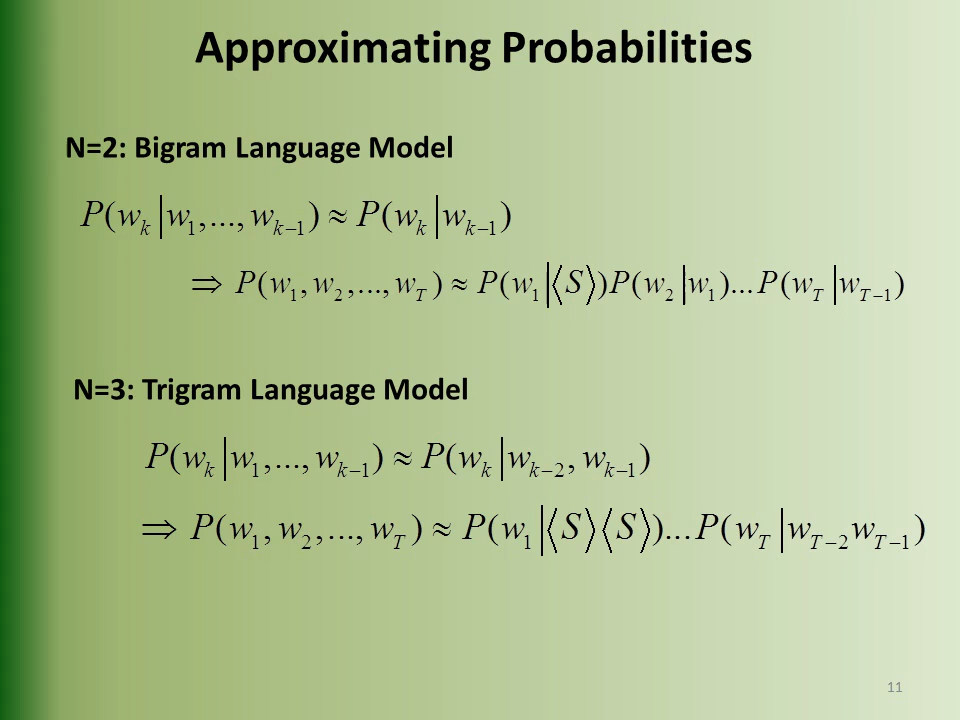 Approximating Probabilities
N=2: Bigram Language Model
P(w_k|w_1,...,w_{k−1}) ≈ P(w_k|w_{k−1})
⇒ P(w_1,w_2,...,w_T) ≈ P(w_1|⟨S⟩)P(w_2|w_1)...P(w_T|w_{T−1})
N=3: Trigram Language Model
P(w_k|w_1,...,w_{k−1}) ≈ P(w_k|w_{k−2},w_{k−1})
⇒ P(w_1,w_2,...,w_T) ≈ P(w_1|⟨S⟩⟨S⟩)...P(w_T|w_{T−2}w_{T−1})
11